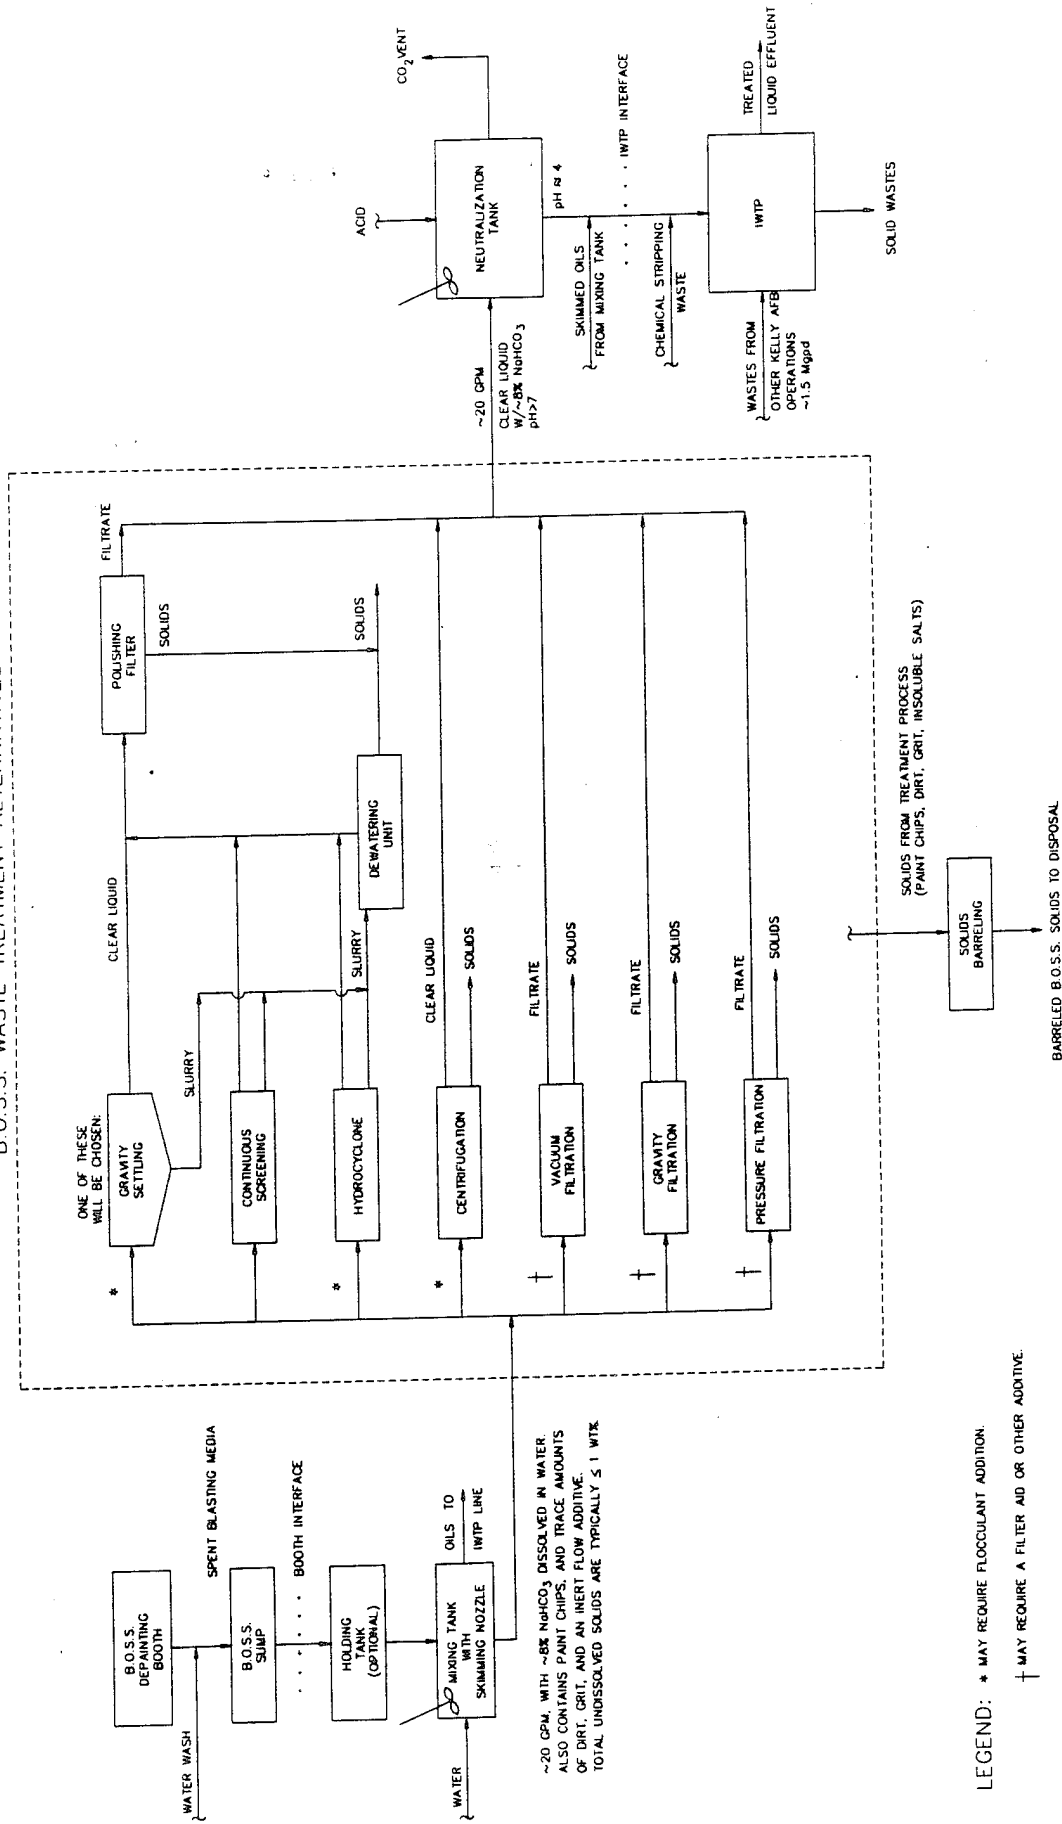 B.O.S.S. WASTE TREATMENT
B.O.S.S.
DEPAINTING
BOOTH
WATER WASH
SPENT BLASTING MEDIA
B.O.S.S.
SUMP
BOOTH INTERFACE
HOLDING
TANK
(OPTIONAL)
WATER
MIXING TANK
WITH
SKIMMING NOZZLE
OILS TO
IWTP LINE
~20 GPM, WITH ~8% NaHCO3 DISSOLVED IN WATER.
ALSO CONTAINS PAINT CHIPS, AND TRACE AMOUNTS
OF DIRT, GRIT, AND AN INERT FLOW ADDITIVE.
TOTAL UNDISSOLVED SOLIDS ARE TYPICALLY ≤ 1 WT%.
ONE OF THESE
WILL BE CHOSEN:
*
GRAVITY
SETTLING
CLEAR LIQUID
SLURRY
CONTINUOUS
SCREENING
*
HYDROCYCLONE
SLURRY
DEWATERING
UNIT
POLISHING
FILTER
FILTRATE
SOLIDS
SOLIDS
*
CENTRIFUGATION
CLEAR LIQUID
SOLIDS
†
VACUUM
FILTRATION
FILTRATE
SOLIDS
†
GRAVITY
FILTRATION
FILTRATE
SOLIDS
†
PRESSURE FILTRATION
FILTRATE
SOLIDS
SOLIDS FROM TREATMENT PROCESS
(PAINT CHIPS, DIRT, GRIT, INSOLUBLE SALTS)
SOLIDS
BARRELING
BARRELED B.O.S.S. SOLIDS TO DISPOSAL
~20 GPM
CLEAR LIQUID
W/~8% NaHCO3
pH>7
ACID
NEUTRALIZATION
TANK
CO2 VENT
pH ≈ 4
SKIMMED OILS
FROM MIXING TANK
IWTP INTERFACE
CHEMICAL STRIPPING
WASTE
WASTES FROM
OTHER KELLY AFB
OPERATIONS
~1.5 Mgpd
IWTP
TREATED
LIQUID EFFLUENT
SOLID WASTES
LEGEND: * MAY REQUIRE FLOCCULANT ADDITION.
† MAY REQUIRE A FILTER AID OR OTHER ADDITIVE.